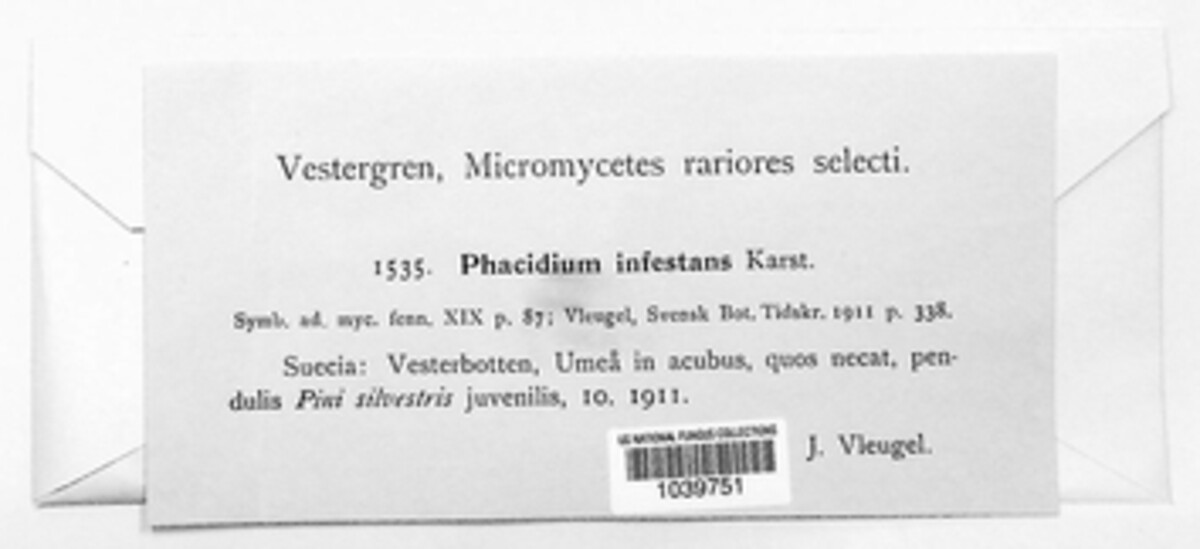 Vestergren, Micromycetes rariores selecti.
1535. Phacidium infestans Karst.
Symb. ad. myc. fenn. XIX p. 87; Vleugel, Svensk Bot. Tidskr. 1911 p. 338.
Suecia: Vesterbotten, Umeå in acubus, quos necat, pen-
dulis Pini silvestris juvenilis, 10. 1911.
J. Vleugel.
US NATIONAL FUNGUS COLLECTIONS
1039751